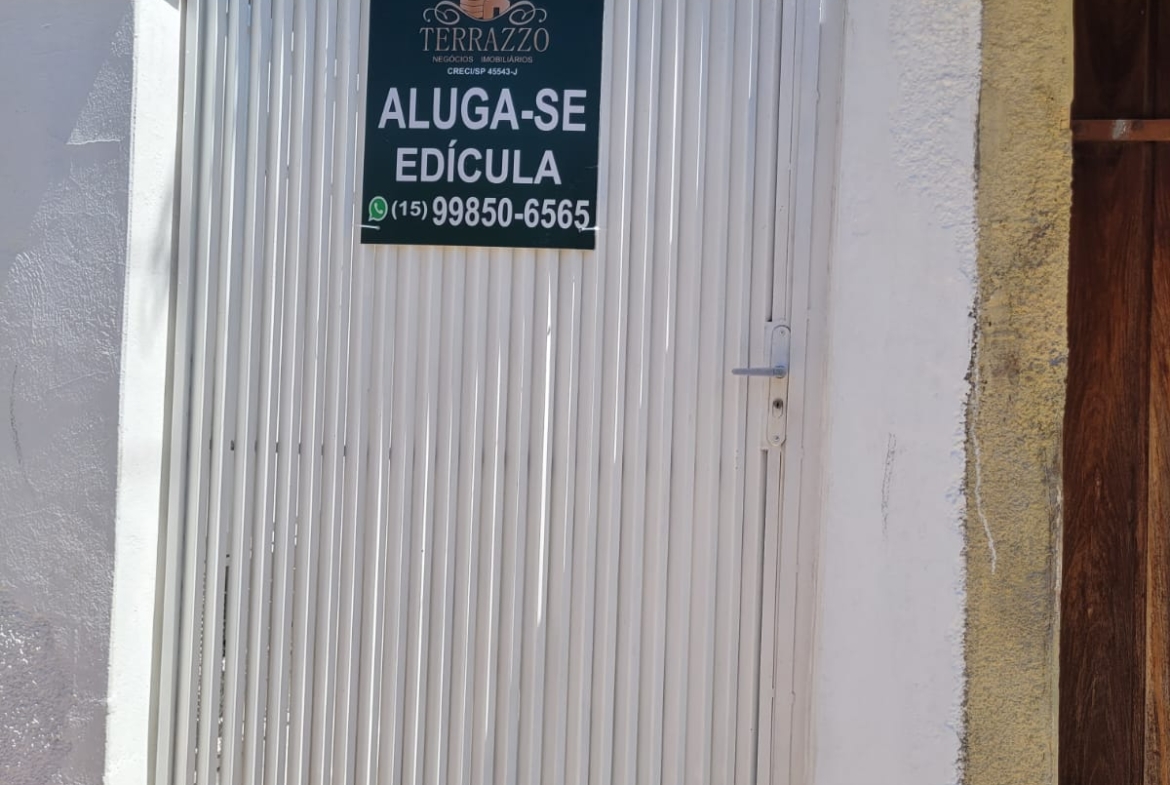 TERRAZZO
NEGÓCIOS IMOBILIÁRIOS
CRECI/SP 45543-J
ALUGA-SE
EDÍCULA
(15) 99850-6565